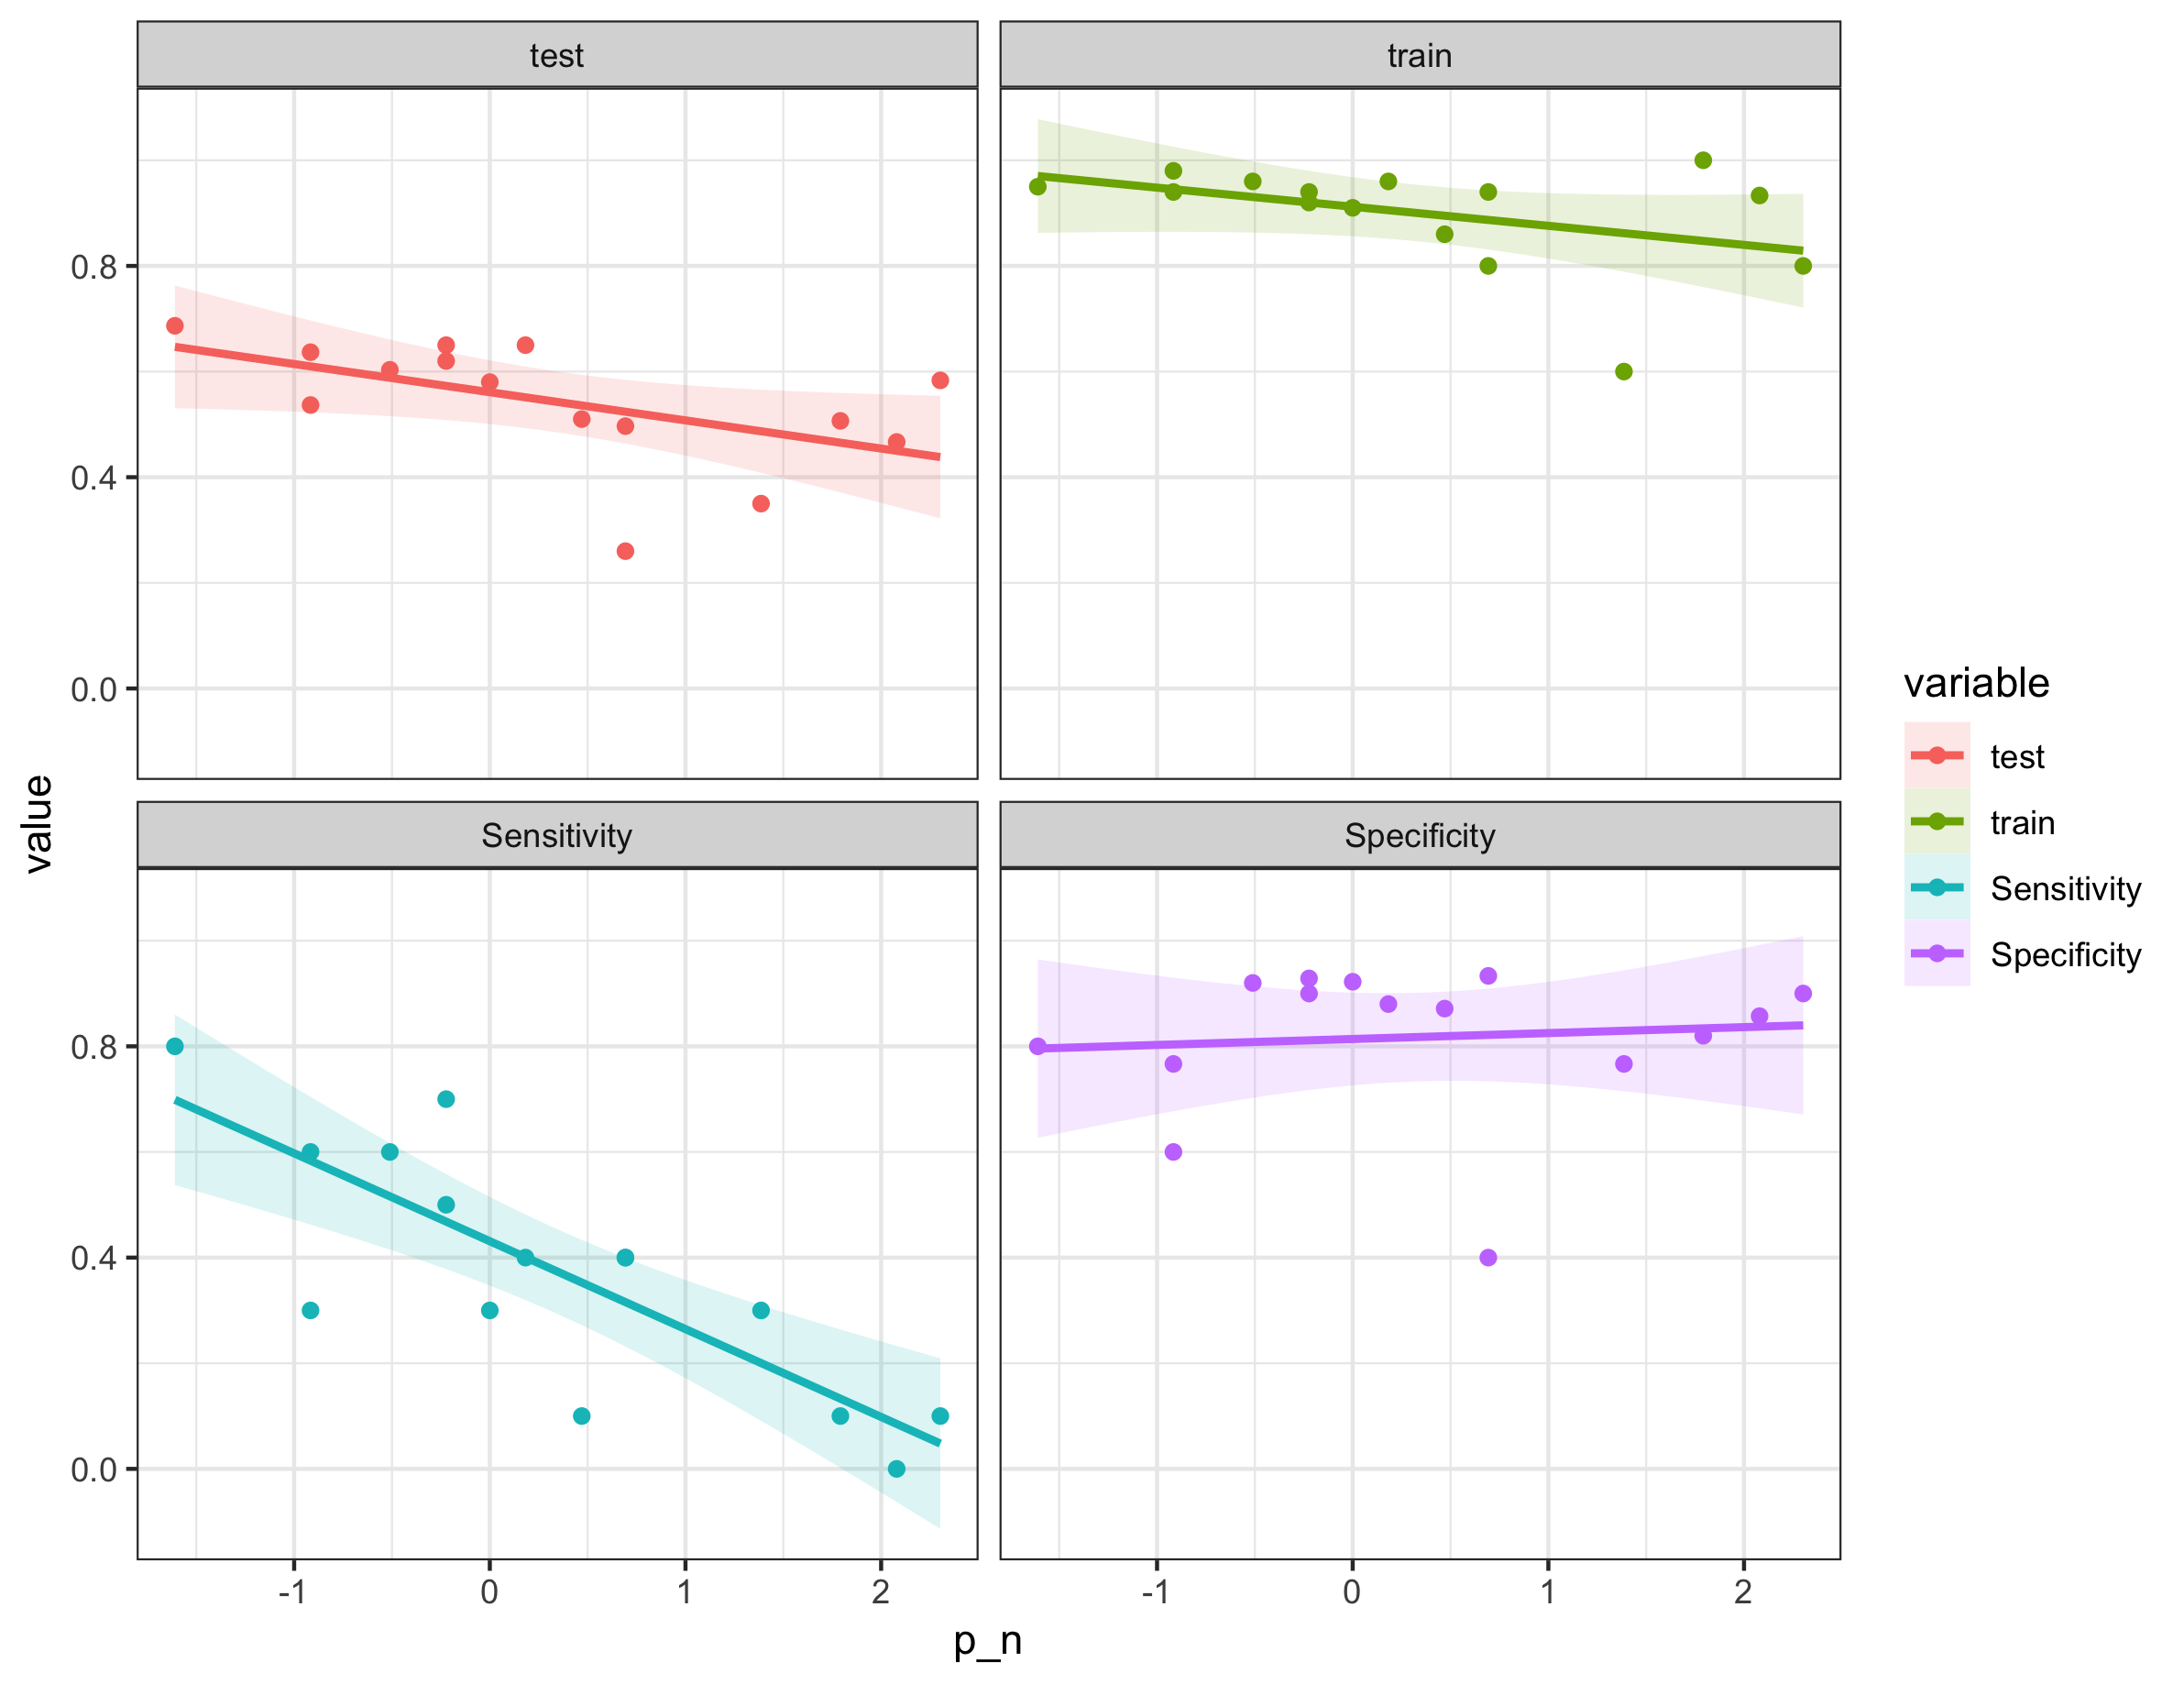 test
train
0.8
0.4
0.0
value
Sensitivity
Specificity
0.8
0.4
0.0
-1 0 1 2
-1 0 1 2
p_n
variable
test
train
Sensitivity
Specificity